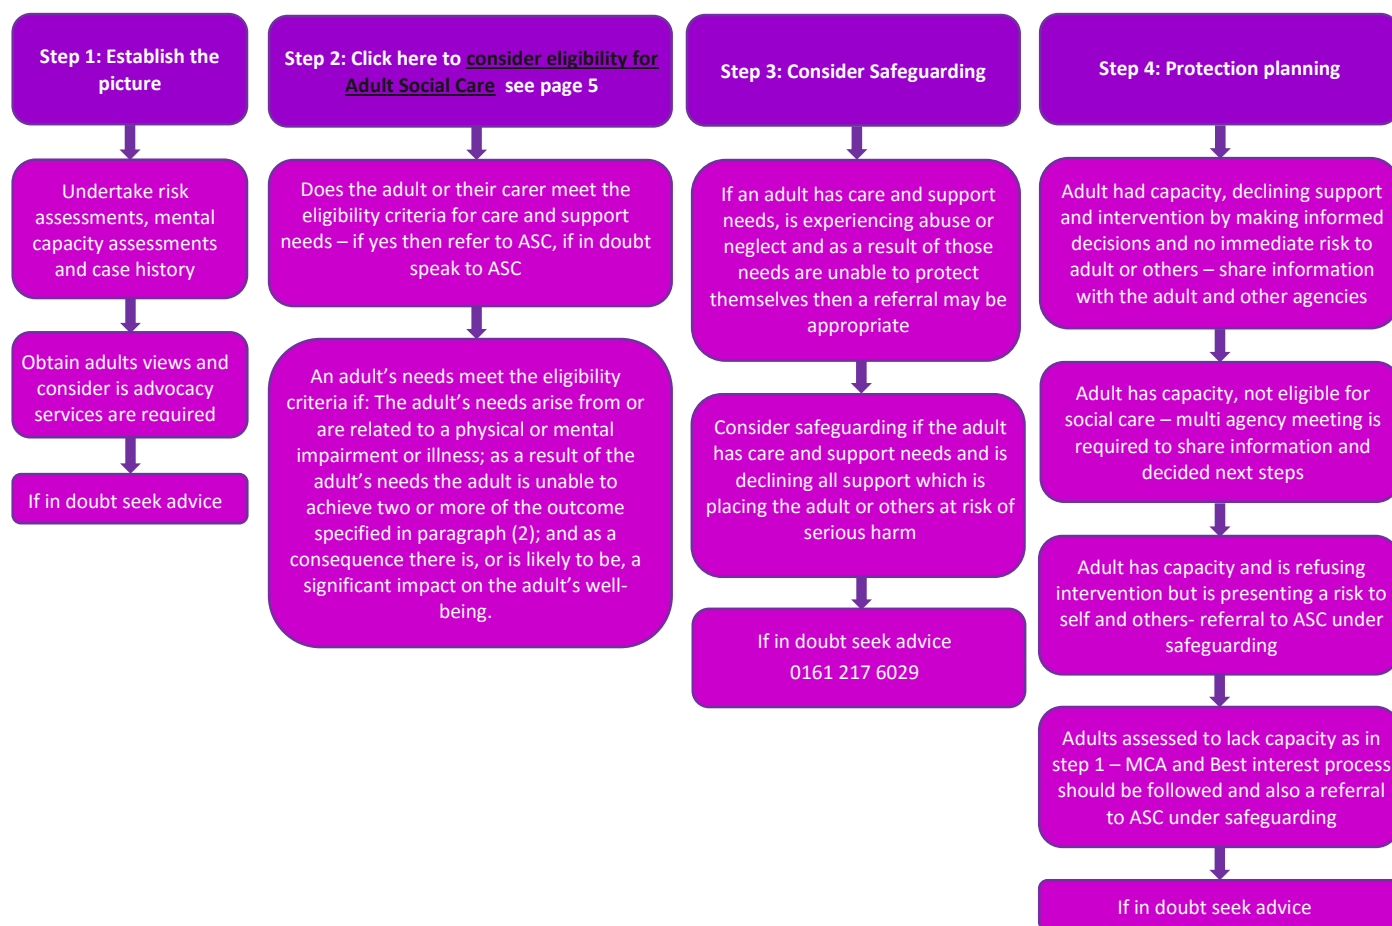 Step 1: Establish the
picture
Undertake risk
assessments, mental
capacity assessments
and case history
Obtain adults views and
consider is advocacy
services are required
If in doubt seek advice
Step 2: Click here to consider eligibility for
Adult Social Care see page 5
Does the adult or their carer meet the
eligibility criteria for care and support
needs – if yes then refer to ASC, if in doubt
speak to ASC
An adult’s needs meet the eligibility
criteria if: The adult’s needs arise from or
are related to a physical or mental
impairment or illness; as a result of the
adult’s needs the adult is unable to
achieve two or more of the outcome
specified in paragraph (2); and as a
consequence there is, or is likely to be, a
significant impact on the adult’s well-
being.
Step 3: Consider Safeguarding
If an adult has care and support
needs, is experiencing abuse or
neglect and as a result of those
needs are unable to protect
themselves then a referral may be
appropriate
Consider safeguarding if the adult
has care and support needs and is
declining all support which is
placing the adult or others at risk of
serious harm
If in doubt seek advice
0161 217 6029
Step 4: Protection planning
Adult had capacity, declining support
and intervention by making informed
decisions and no immediate risk to
adult or others – share information
with the adult and other agencies
Adult has capacity, not eligible for
social care – multi agency meeting is
required to share information and
decided next steps
Adult has capacity and is refusing
intervention but is presenting a risk to
self and others- referral to ASC under
safeguarding
Adults assessed to lack capacity as in
step 1 – MCA and Best interest process
should be followed and also a referral
to ASC under safeguarding
If in doubt seek advice